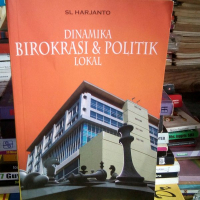 SL HARJANTO
DINAMIKA
BIROKRASI & POLITIK
LOKAL